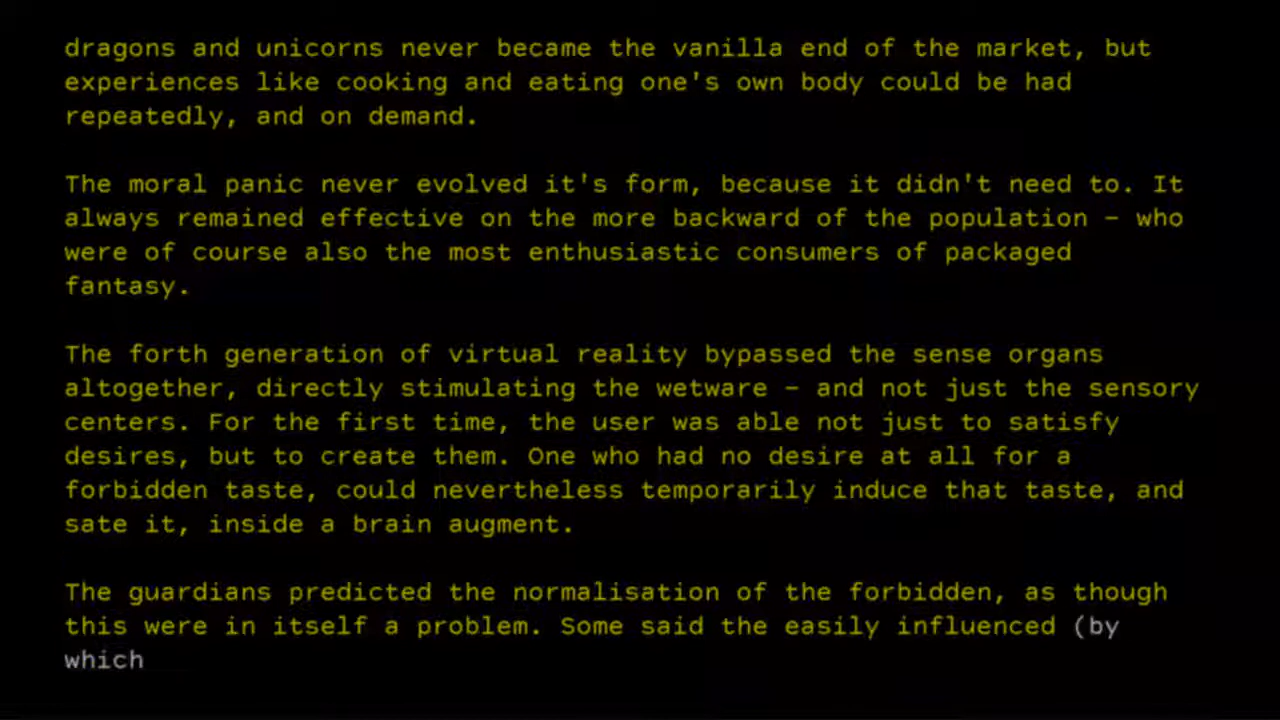 dragons and unicorns never became the vanilla end of the market, but
experiences like cooking and eating one's own body could be had
repeatedly, and on demand.
The moral panic never evolved it's form, because it didn't need to. It
always remained effective on the more backward of the population – who
were of course also the most enthusiastic consumers of packaged
fantasy.
The forth generation of virtual reality bypassed the sense organs
altogether, directly stimulating the wetware – and not just the sensory
centers. For the first time, the user was able not just to satisfy
desires, but to create them. One who had no desire at all for a
forbidden taste, could nevertheless temporarily induce that taste, and
sate it, inside a brain augment.
The guardians predicted the normalisation of the forbidden, as though
this were in itself a problem. Some said the easily influenced (by
which